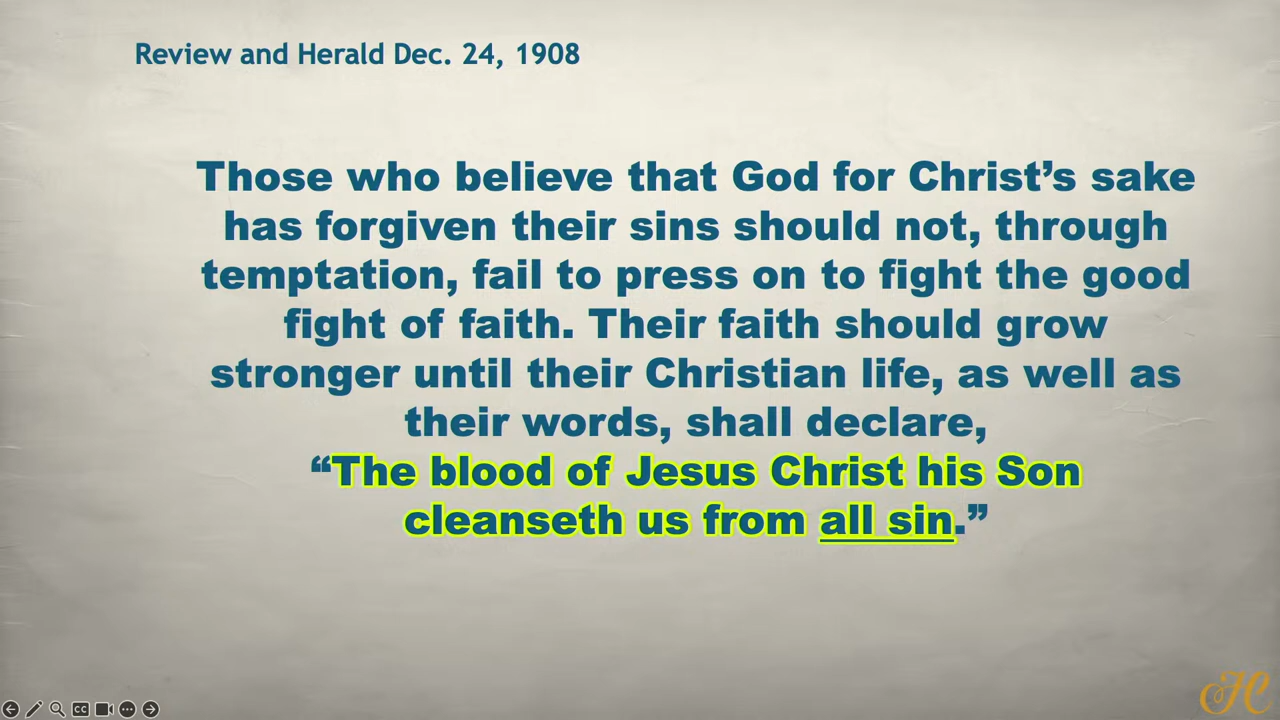 Review and Herald Dec. 24, 1908
Those who believe that God for Christ’s sake
has forgiven their sins should not, through
temptation, fail to press on to fight the good
fight of faith. Their faith should grow
stronger until their Christian life, as well as
their words, shall declare,
“The blood of Jesus Christ his Son
cleanseth us from all sin.”
CC